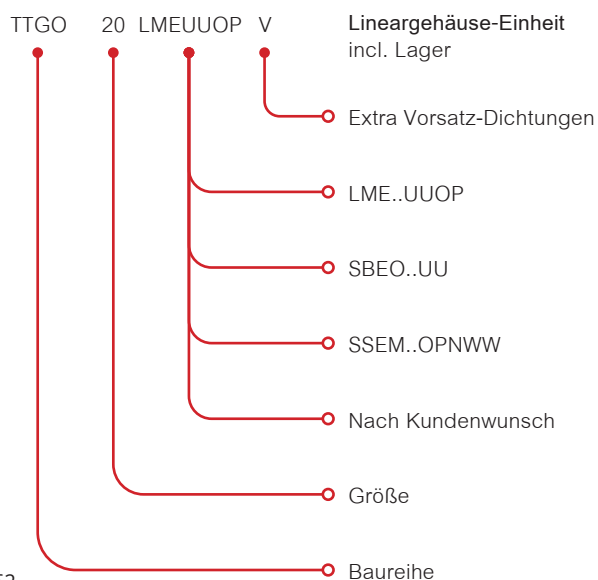 TTGO 20 LMEUUOP V Lineargehäuse-Einheit
incl. Lager
Extra Vorsatz-Dichtungen
LME..UUOP
SBEO..UU
SSEM..OPNWW
Nach Kundenwunsch
Größe
Baureihe